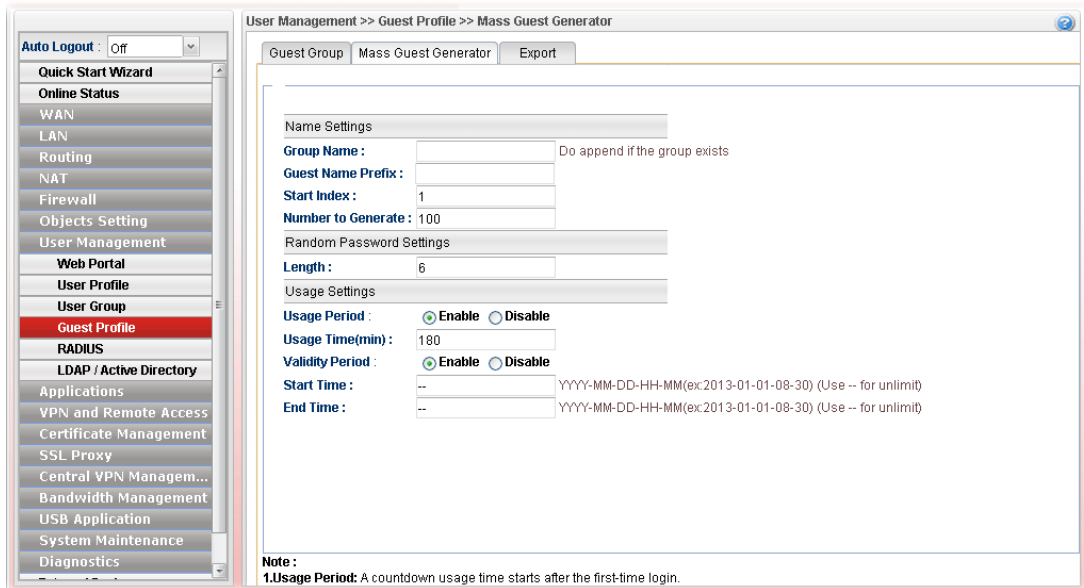 User Management >> Guest Profile >> Mass Guest Generator
Auto Logout : Off
Quick Start Wizard
Online Status
WAN
LAN
Routing
NAT
Firewall
Objects Setting
User Management
Web Portal
User Profile
User Group
Guest Profile
RADIUS
LDAP / Active Directory
Applications
VPN and Remote Access
Certificate Management
SSL Proxy
Central VPN Managem...
Bandwidth Management
USB Application
System Maintenance
Diagnostics
Guest Group Mass Guest Generator Export
Name Settings
Group Name : Do append if the group exists
Guest Name Prefix :
Start Index : 1
Number to Generate : 100
Random Password Settings
Length : 6
Usage Settings
Usage Period : Enable Disable
Usage Time(min) : 180
Validity Period : Enable Disable
Start Time : -- YYYY-MM-DD-HH-MM(ex:2013-01-01-08-30) (Use -- for unlimit)
End Time : -- YYYY-MM-DD-HH-MM(ex:2013-01-01-08-30) (Use -- for unlimit)
Note :
1.Usage Period: A countdown usage time starts after the first-time login.